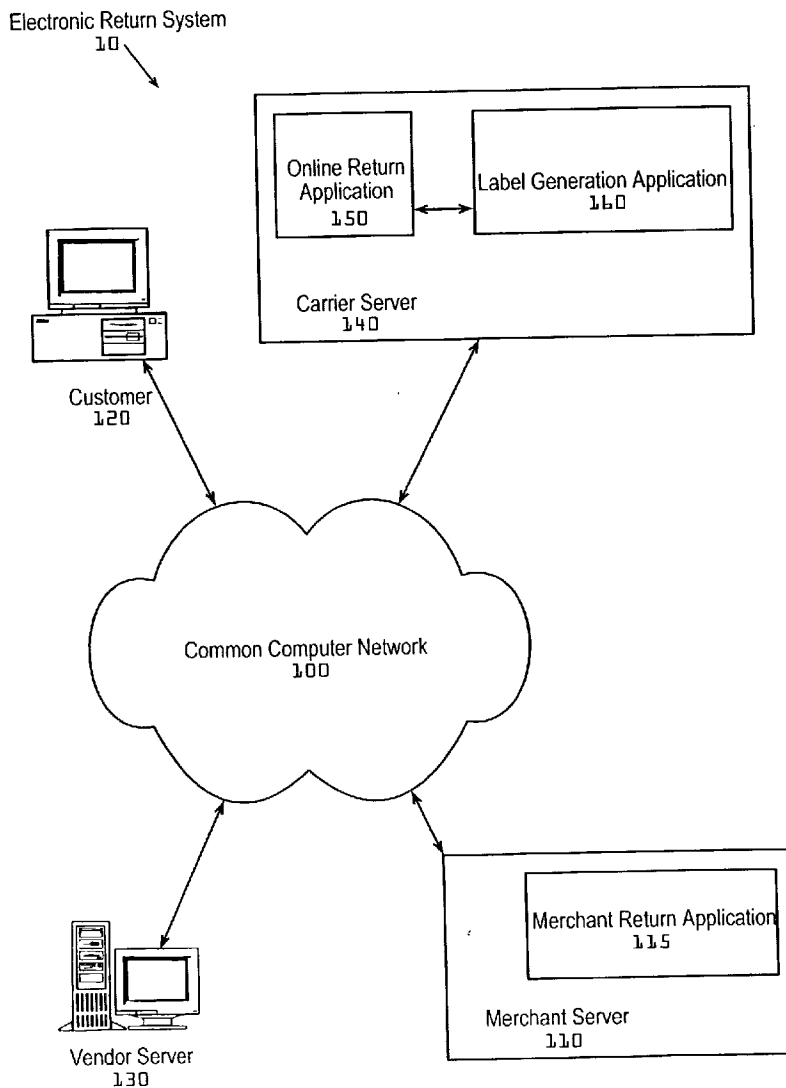 Electronic Return System
10
Online Return
Application
150
Label Generation Application
160
Carrier Server
140
Customer
120
Common Computer Network
100
Merchant Return Application
115
Merchant Server
110
Vendor Server
130